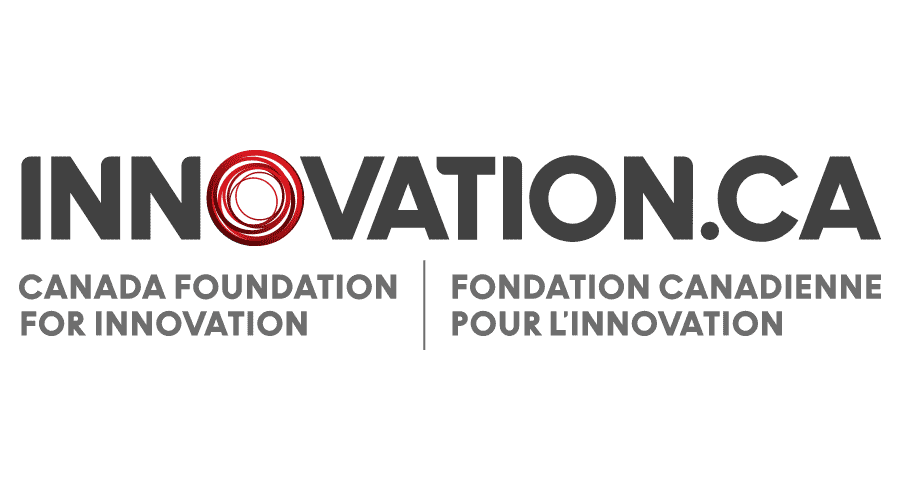 INNOVATION.CA
CANADA FOUNDATION
FOR INNOVATION
FONDATION CANADIENNE
POUR L'INNOVATION